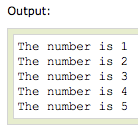 Output:
The number is 1
The number is 2
The number is 3
The number is 4
The number is 5